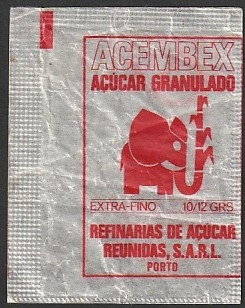 ACEMBEX
AÇÚCAR GRANULADO
EXTRA-FINO 10/12 GRS
REFINARIAS DE AÇÚCAR
REUNIDAS, S.A.R.L.
PORTO